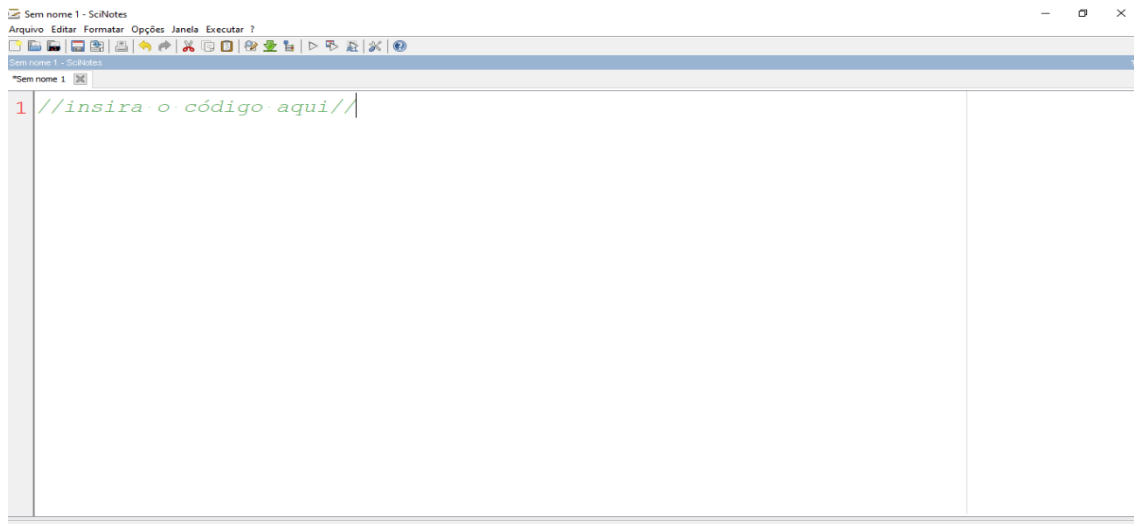 Sem nome 1 - SciNotes
Arquivo Editar Formatar Opções Janela Executar ?
Sem nome 1 - SciNotes
*Sem nome 1
1 //insira o código aqui//